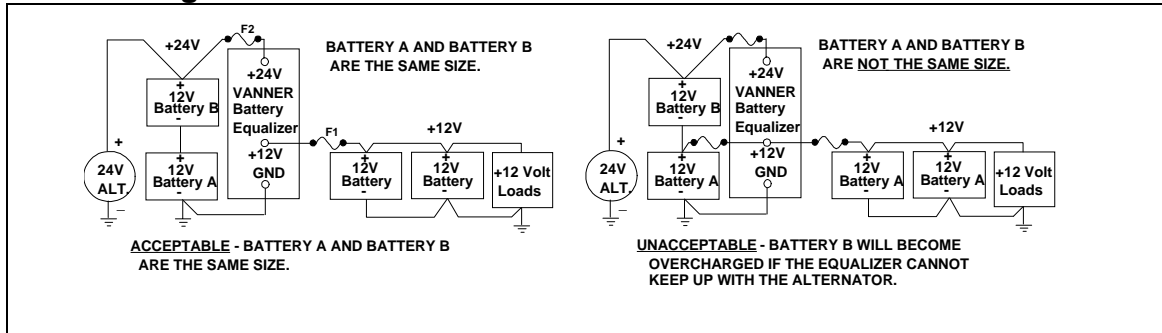 F2
+24V
BATTERY A AND BATTERY B
ARE THE SAME SIZE.
+
12V
Battery B
-
+24V
VANNER
Battery
Equalizer
+12V
GND
F1
+12V
+
24V
ALT.
–
+
12V
Battery A
-
+
12V
Battery
-
+
12V
Battery
-
+12 Volt
Loads
ACCEPTABLE - BATTERY A AND BATTERY B
ARE THE SAME SIZE.
+24V
BATTERY A AND BATTERY B
ARE NOT THE SAME SIZE.
+
12V
Battery B
-
+24V
VANNER
Battery
Equalizer
+12V
GND
+12V
+
24V
ALT.
–
+
12V
Battery A
-
+
12V
Battery A
-
+
12V
Battery A
-
+12 Volt
Loads
UNACCEPTABLE - BATTERY B WILL BECOME
OVERCHARGED IF THE EQUALIZER CANNOT
KEEP UP WITH THE ALTERNATOR.